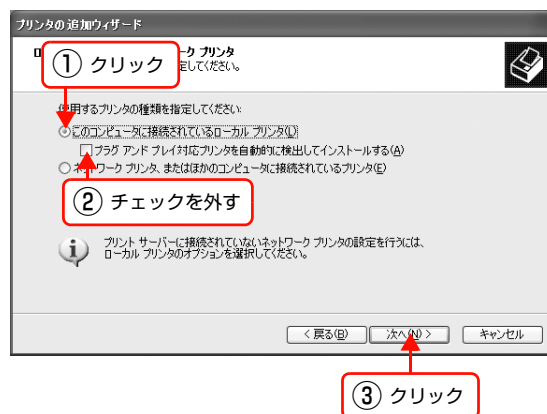 プリンタの追加ウィザード
ーク プリンタ
定してください。
① クリック
使用するプリンタの種類を指定してください:
このコンピュータに接続されているローカル プリンタ(L)
プラグ アンド プレイ対応プリンタを自動的に検出してインストールする(A)
ネットワーク プリンタ、またはほかのコンピュータに接続されているプリンタ(E)
② チェックを外す
プリント サーバーに接続されていないネットワーク プリンタの設定を行うには、
ローカル プリンタのオプションを選択してください。
< 戻る(B) 次へ(N) > キャンセル
③ クリック